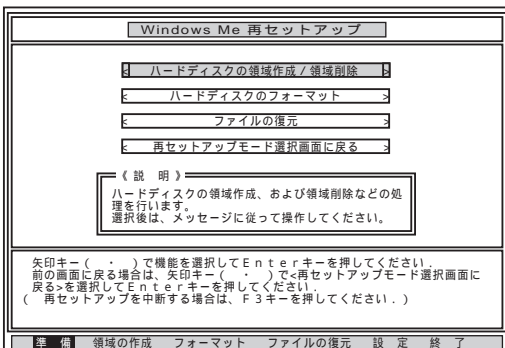 Windows Me 再セットアップ
< ハードディスクの領域作成／領域削除 >
< ハードディスクのフォーマット >
< ファイルの復元 >
< 再セットアップモード選択画面に戻る >
《説 明》
ハードディスクの領域作成、および領域削除などの処
理を行います。
選択後は、メッセージに従って操作してください。
矢印キー（ ・ ）で機能を選択してＥｎｔｅｒキーを押してください．
前の画面に戻る場合は、矢印キー（ ・ ）で<再セットアップモード選択画面に
戻る>を選択してＥｎｔｅｒキーを押してください．
（ 再セットアップを中断する場合は、Ｆ３キーを押してください．）
準 備 領域の作成 フォーマット ファイルの復元 設 定 終 了